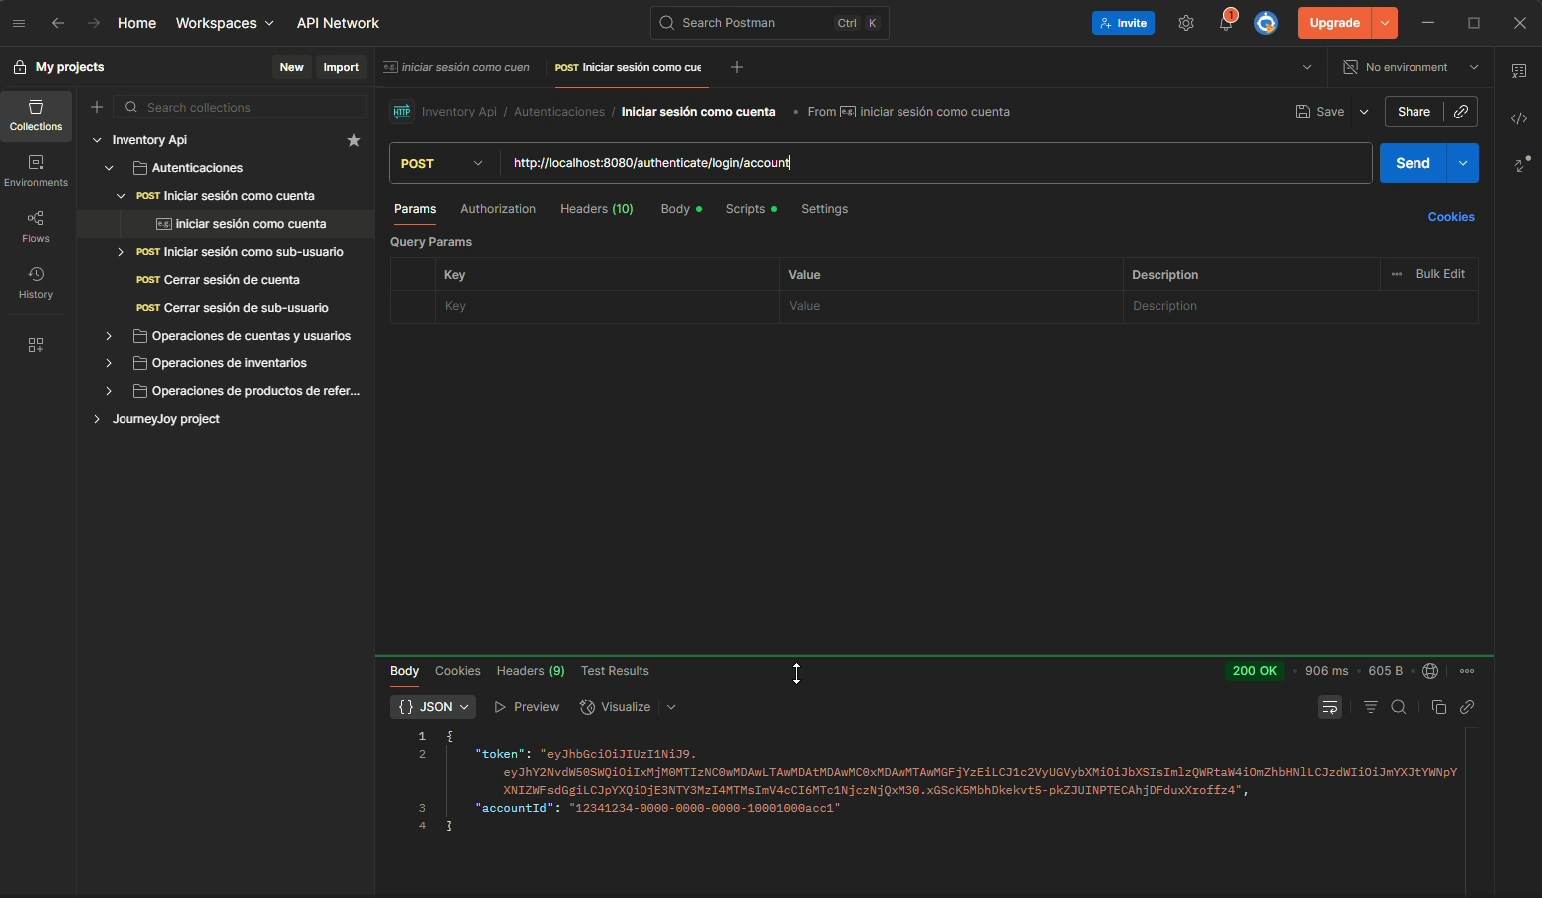 Home Workspaces API Network Search Postman Ctrl K Invite 1 Upgrade
My projects New Import e.g. iniciar sesión como cuen POST Iniciar sesión como cue No environment
Search collections
Collections
Environments
Flows
History
Inventory Api
Autenticaciones
POST Iniciar sesión como cuenta
e.g. iniciar sesión como cuenta
POST Iniciar sesión como sub-usuario
POST Cerrar sesión de cuenta
POST Cerrar sesión de sub-usuario
Operaciones de cuentas y usuarios
Operaciones de inventarios
Operaciones de productos de refer...
JourneyJoy project
HTTP Inventory Api / Autenticaciones / Iniciar sesión como cuenta • From e.g. iniciar sesión como cuenta Save Share
POST http://localhost:8080/authenticate/login/account Send
Params Authorization Headers (10) Body Scripts Settings Cookies
Query Params
Key Value Description Bulk Edit
Key Value Description
Body Cookies Headers (9) Test Results 200 OK • 906 ms • 605 B
{} JSON Preview Visualize
1 {
2 "token": "eyJhbGciOiJIUzI1NiJ9.
3 "accountId": "12341234-0000-0000-0000-10001000acc1"
4 }